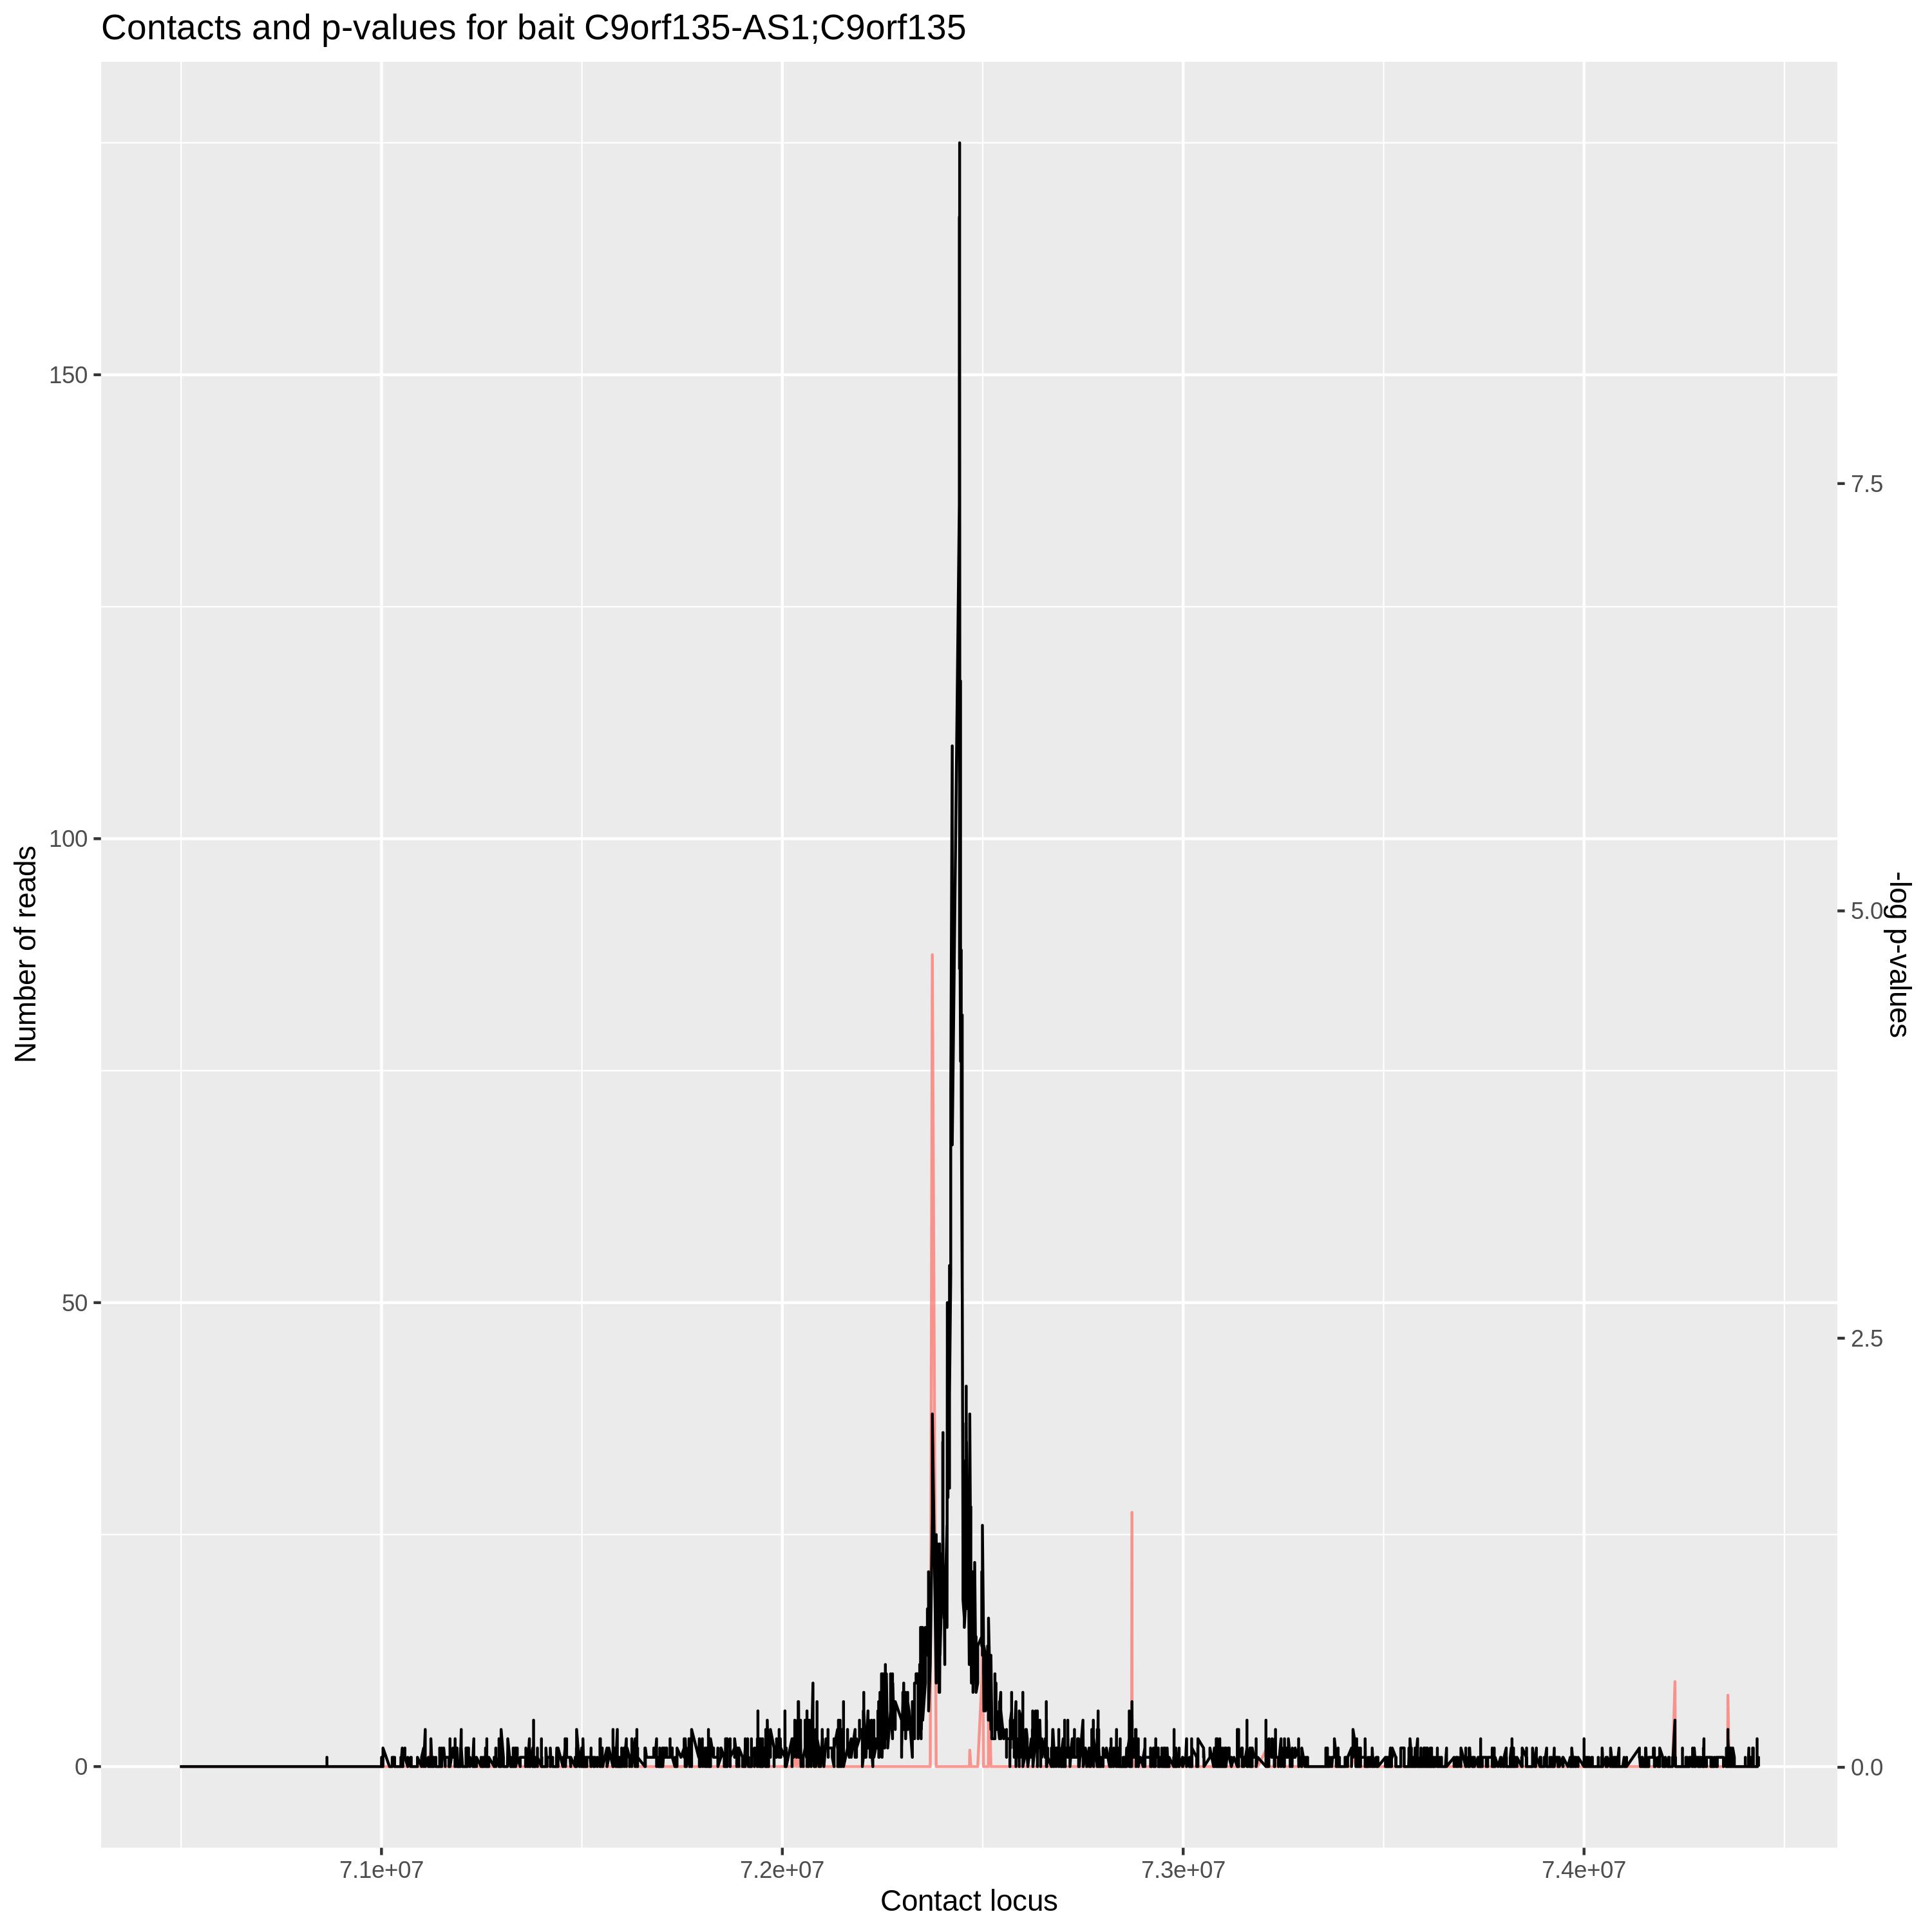 Contacts and p-values for bait C9orf135-AS1;C9orf135
Number of reads
150
100
50
0
7.5
5.0
2.5
0.0
-log p-values
7.1e+07
7.2e+07
7.3e+07
7.4e+07
Contact locus